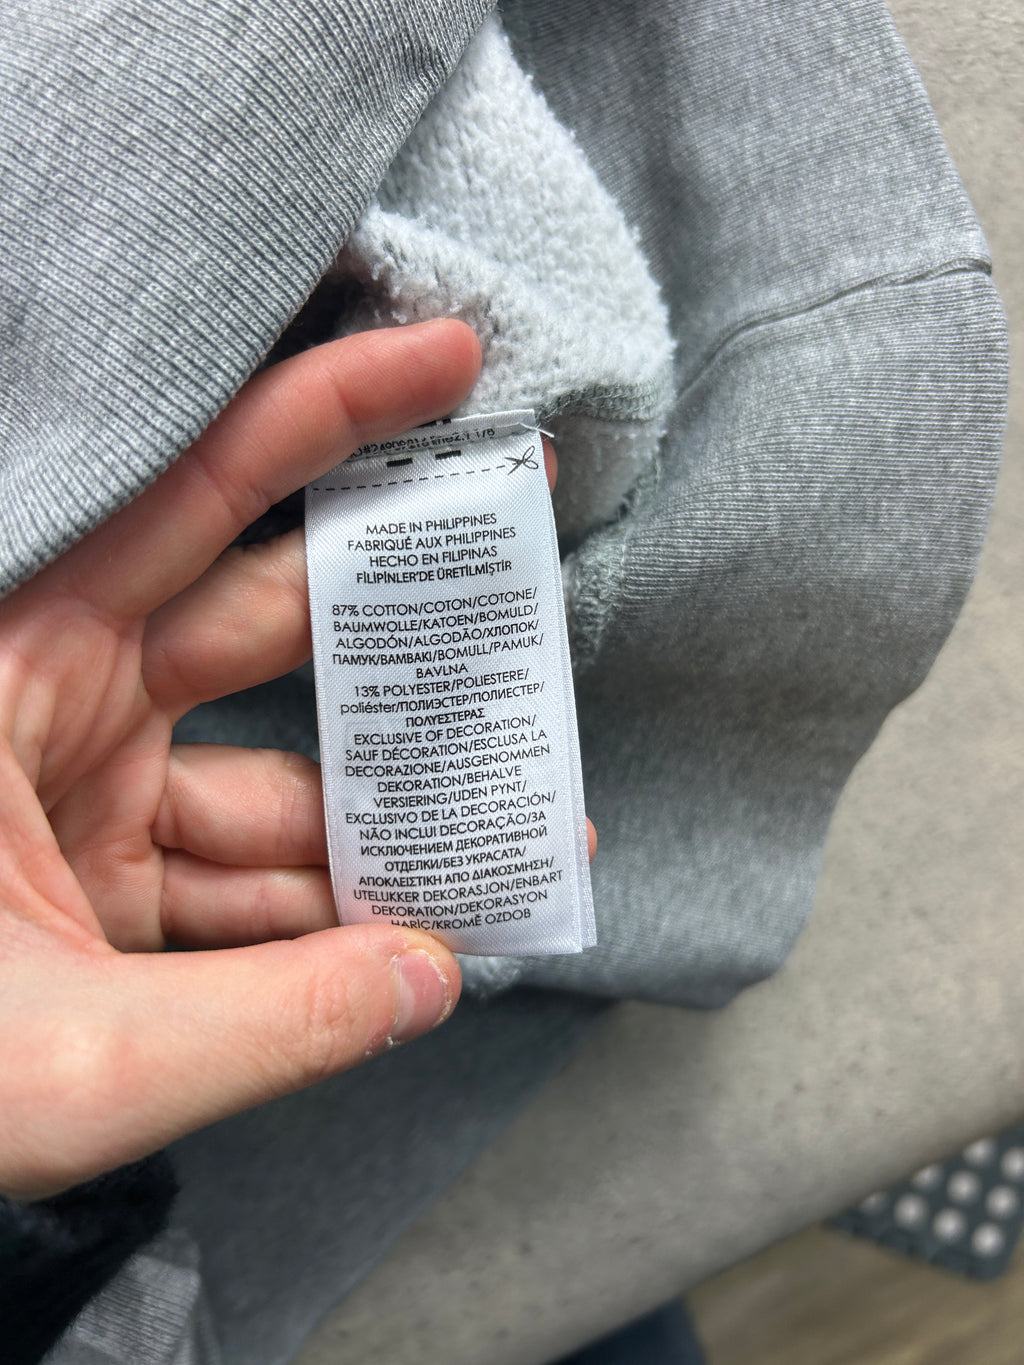 MADE IN PHILIPPINES
FABRIQUÉ AUX PHILIPPINES
HECHO EN FILIPINAS
FİLİPİNLER'DE ÜRETİLMİŞTİR
87% COTTON/COTON/COTONE/
BAUMWOLLE/KATOEN/BOMULD/
ALGODÓN/ALGODÃO/ХЛОПОК/
ПАМУК/ΒΑΜΒΑΚΙ/BOMULL/PAMUK/
BAVLNA
13% POLYESTER/POLIESTERE/
poliéster/ПОЛИЭСТЕР/ПОЛИЕСТЕР/
ΠΟΛΥΕΣΤΕΡΑΣ
EXCLUSIVE OF DECORATION/
SAUF DÉCORATION/ESCLUSA LA
DECORAZIONE/AUSGENOMMEN
DEKORATION/BEHALVE
VERSIERING/UDEN PYNT/
EXCLUSIVO DE LA DECORACIÓN/
NÃO INCLUI DECORAÇÃO/ЗА
ИСКЛЮЧЕНИЕМ ДЕКОРАТИВНОЙ
ОТДЕЛКИ/БЕЗ УКРАСАТА/
ΑΠΟΚΛΕΙΣΤΙΚΗ ΑΠΟ ΔΙΑΚΟΣΜΗΣΗ/
UTELUKKER DEKORASJON/ENBART
DEKORATION/DEKORASYON
HARİÇ/KROMĚ OZDOB